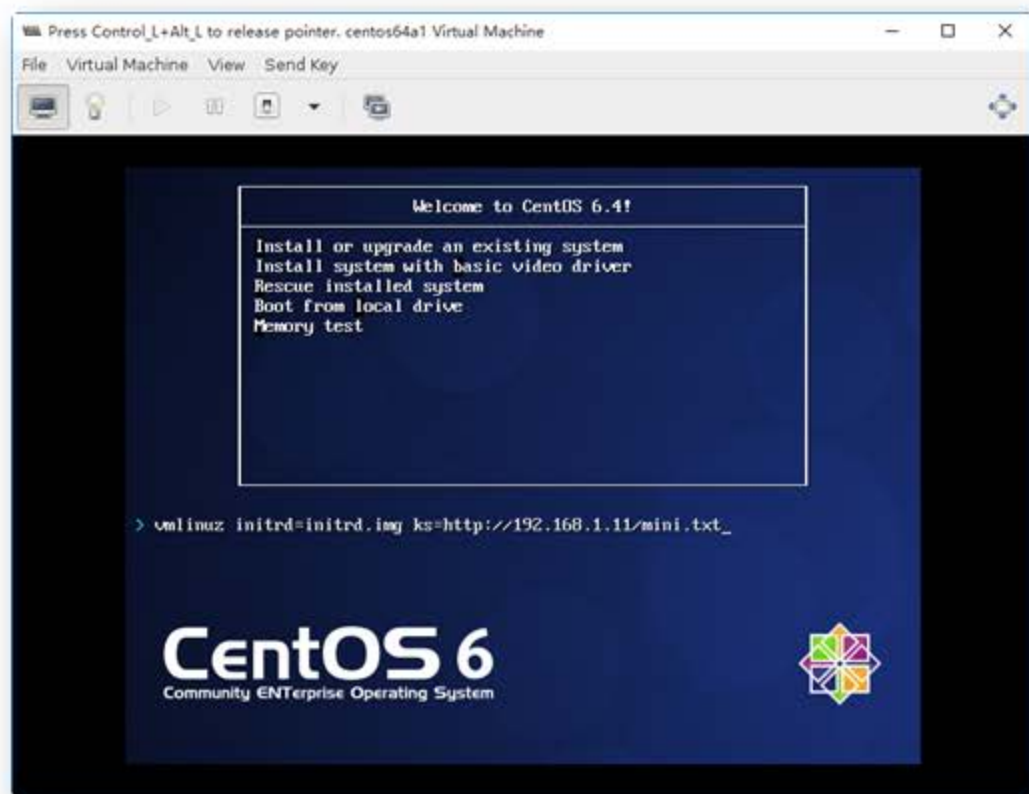 Press Control_L+Alt_L to release pointer. centos64a1 Virtual Machine
File Virtual Machine View Send Key
Welcome to CentOS 6.4!
Install or upgrade an existing system
Install system with basic video driver
Rescue installed system
Boot from local drive
Memory test
> vmlinuz initrd=initrd.img ks=http://192.168.1.11/mini.txt_
CentOS 6
Community ENTerprise Operating System